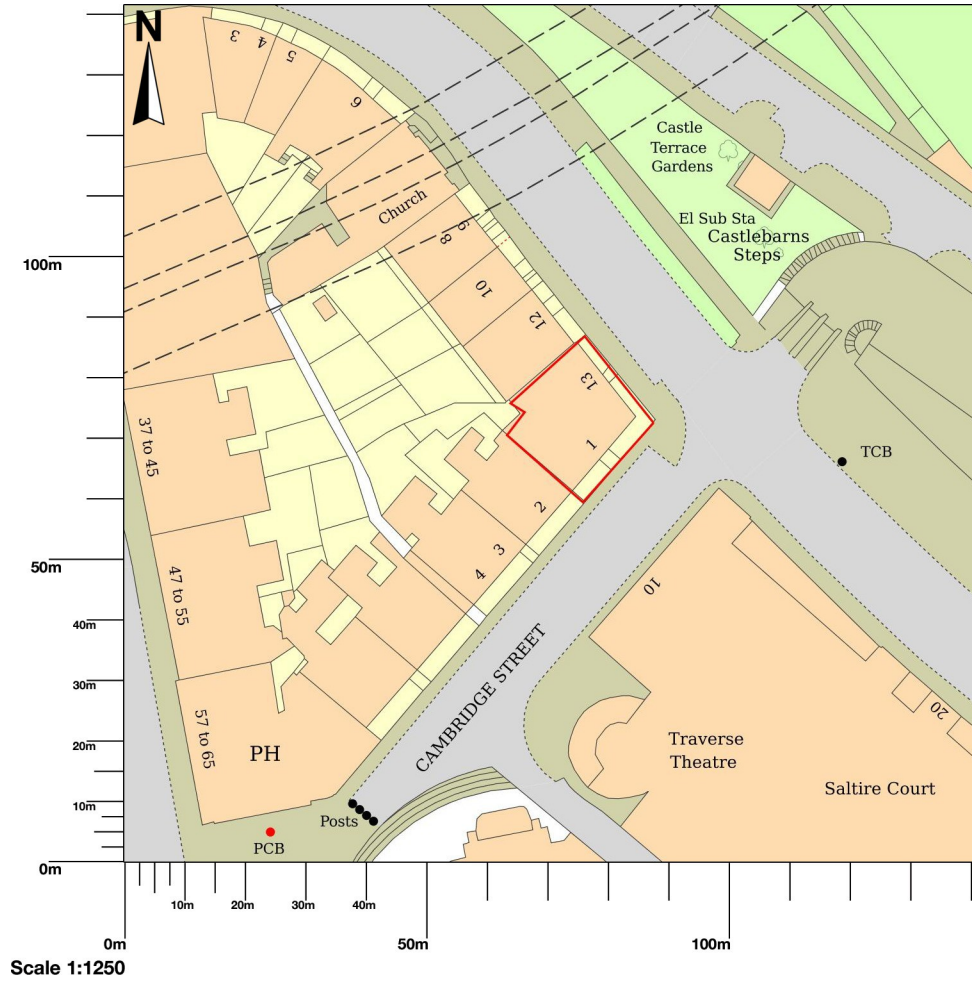 N
3
4
5
6
Castle
Terrace
Gardens
Church
9
8
El Sub Sta
Castlebarns
Steps
100m
10
12
13
37 to 45
1
TCB
2
3
50m
4
47 to 55
10
40m
CAMBRIDGE STREET
30m
57 to 65
20
20m
PH
Traverse
Theatre
Saltire Court
10m
Posts
PCB
0m
10m
20m
30m
40m
0m
50m
100m
Scale 1:1250